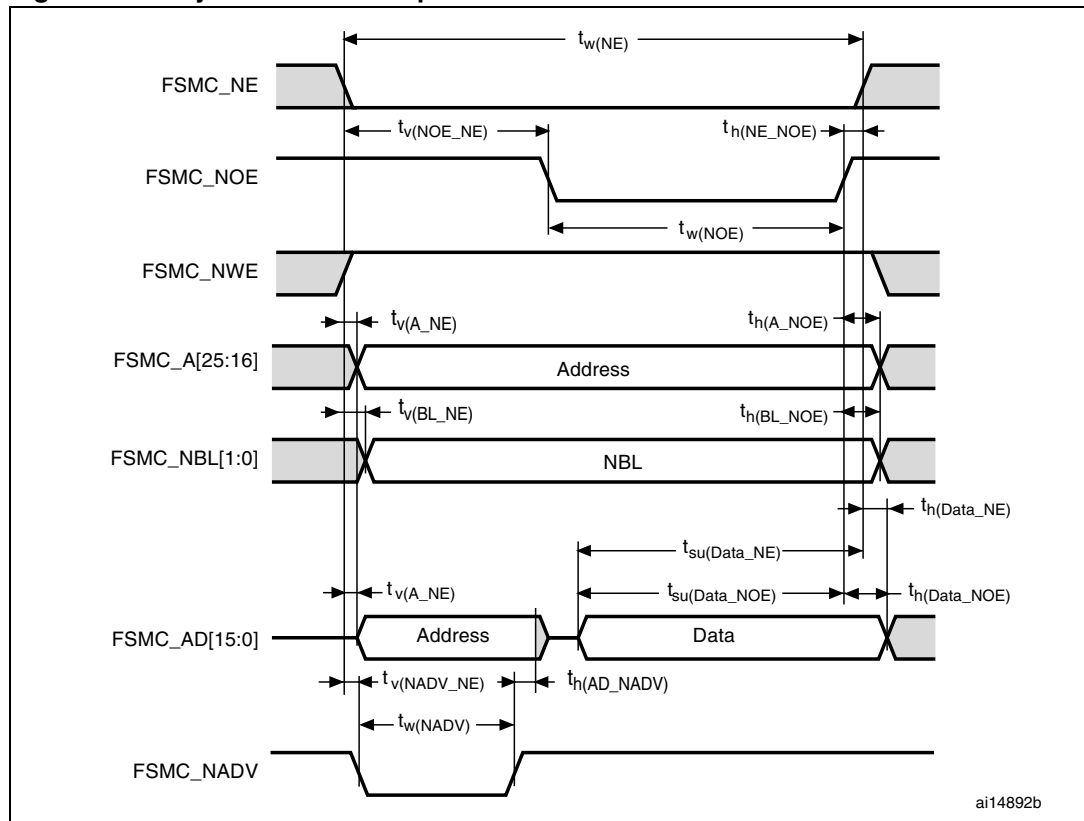 tw(NE)
FSMC_NE
tv(NOE_NE)
th(NE_NOE)
FSMC_NOE
tw(NOE)
FSMC_NWE
tv(A_NE)
th(A_NOE)
FSMC_A[25:16]
Address
tv(BL_NE)
th(BL_NOE)
FSMC_NBL[1:0]
NBL
th(Data_NE)
tsu(Data_NE)
tv(A_NE)
tsu(Data_NOE)
th(Data_NOE)
FSMC_AD[15:0]
Address
Data
tv(NADV_NE)
th(AD_NADV)
tw(NADV)
FSMC_NADV
ai14892b